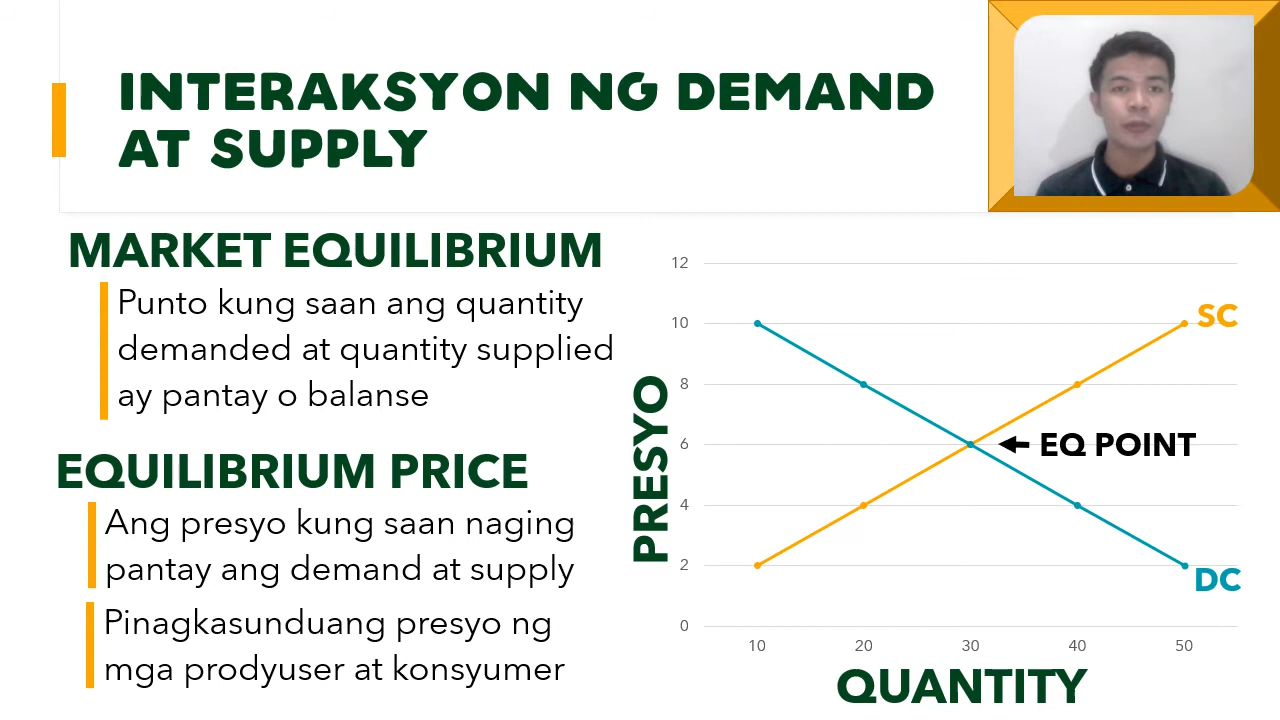 INTERAKSYON NG DEMAND
AT SUPPLY
MARKET EQUILIBRIUM
Punto kung saan ang quantity
demanded at quantity supplied
ay pantay o balanse
EQUILIBRIUM PRICE
Ang presyo kung saan naging
pantay ang demand at supply
Pinagkasunduang presyo ng
mga prodyuser at konsyumer
PRESYO
12
10
8
6
4
2
0
SC
EQ POINT
DC
10 20 30 40 50
QUANTITY